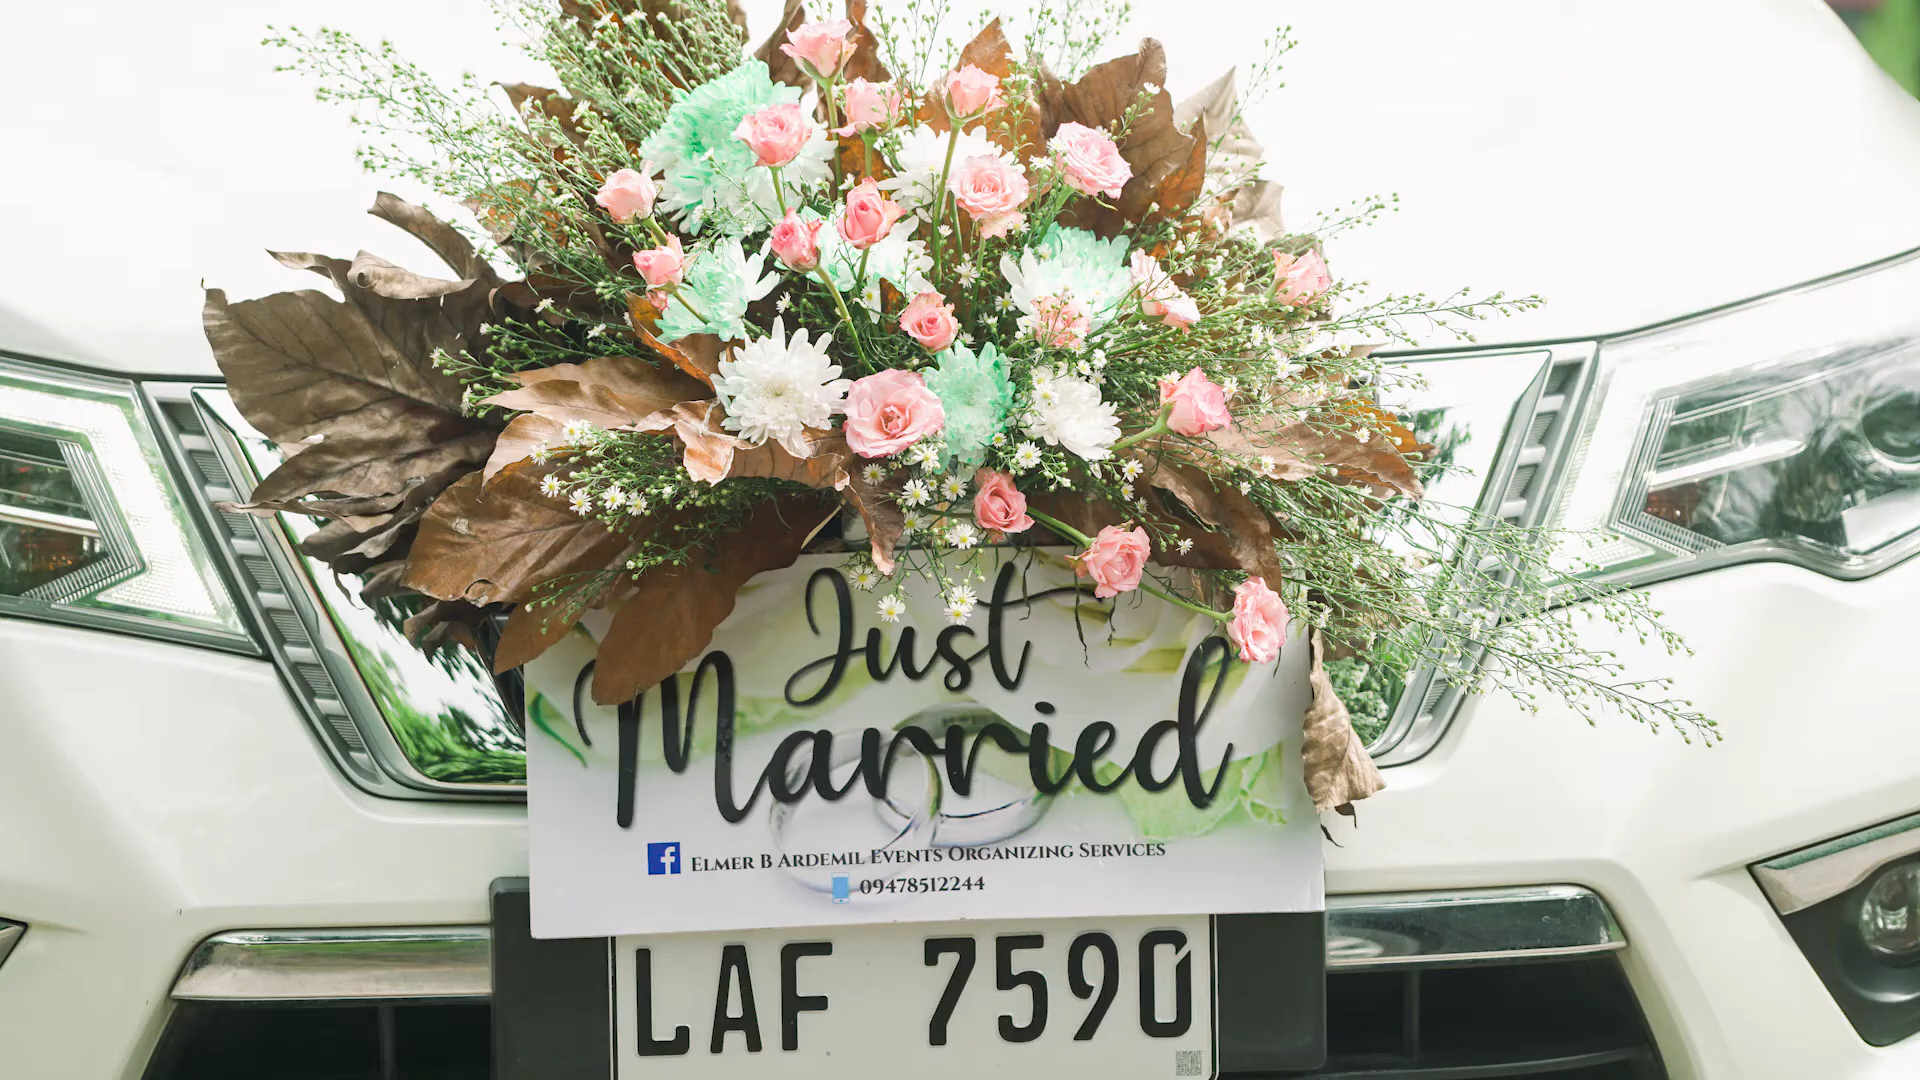 Just
Married
Elmer B Ardemil Events Organizing Services
09478512244
LAF 7590